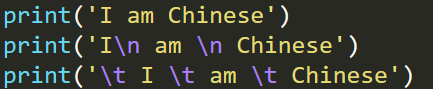 print('I am Chinese')
print('I\n am \n Chinese')
print('\t I \t am \t Chinese')